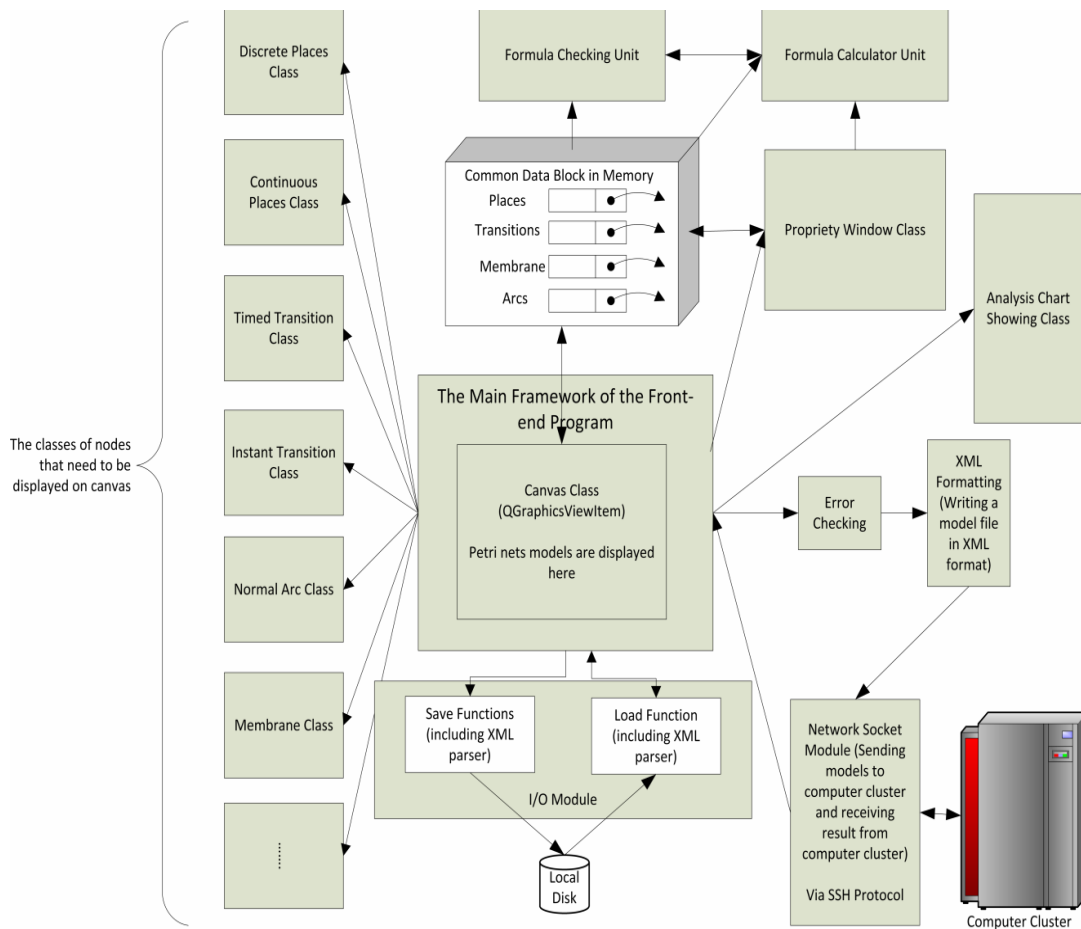 The classes of nodes
that need to be
displayed on canvas
Discrete Places
Class
Continuous
Places Class
Timed Transition
Class
Instant Transition
Class
Normal Arc Class
Membrane Class
......
Formula Checking Unit
Formula Calculator Unit
Common Data Block in Memory
Places
Transitions
Membrane
Arcs
Propriety Window Class
Analysis Chart
Showing Class
The Main Framework of the Front-
end Program
Canvas Class
(QGraphicsViewItem)
Petri nets models are displayed
here
Error
Checking
XML
Formatting
(Writing a
model file
in XML
format)
Save Functions
(including XML
parser)
Load Function
(including XML
parser)
I/O Module
Local
Disk
Network Socket
Module (Sending
models to
computer cluster
and receiving
result from
computer cluster)
Via SSH Protocol
Computer Cluster